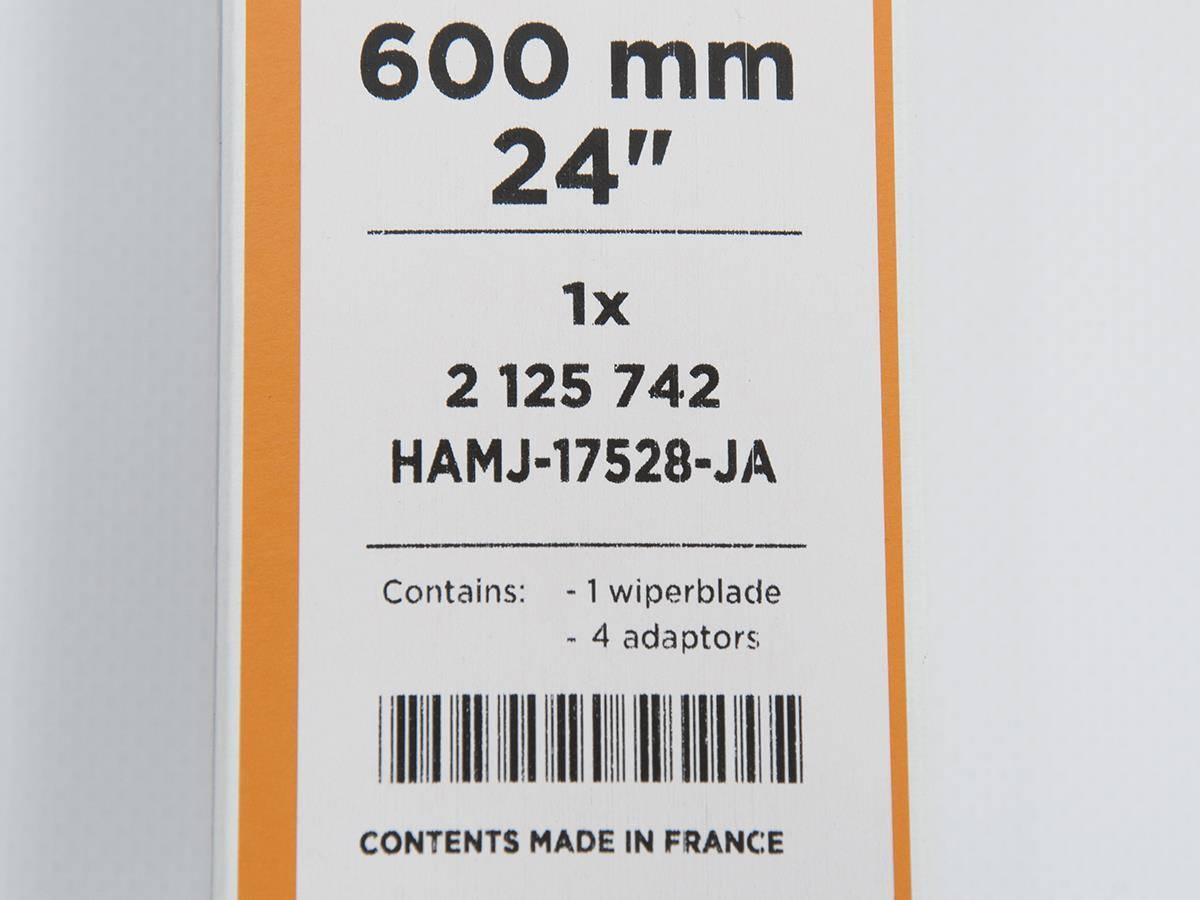 600 mm
24"
1x
2 125 742
HAMJ-17528-JA
Contains: - 1 wiperblade
- 4 adaptors
CONTENTS MADE IN FRANCE